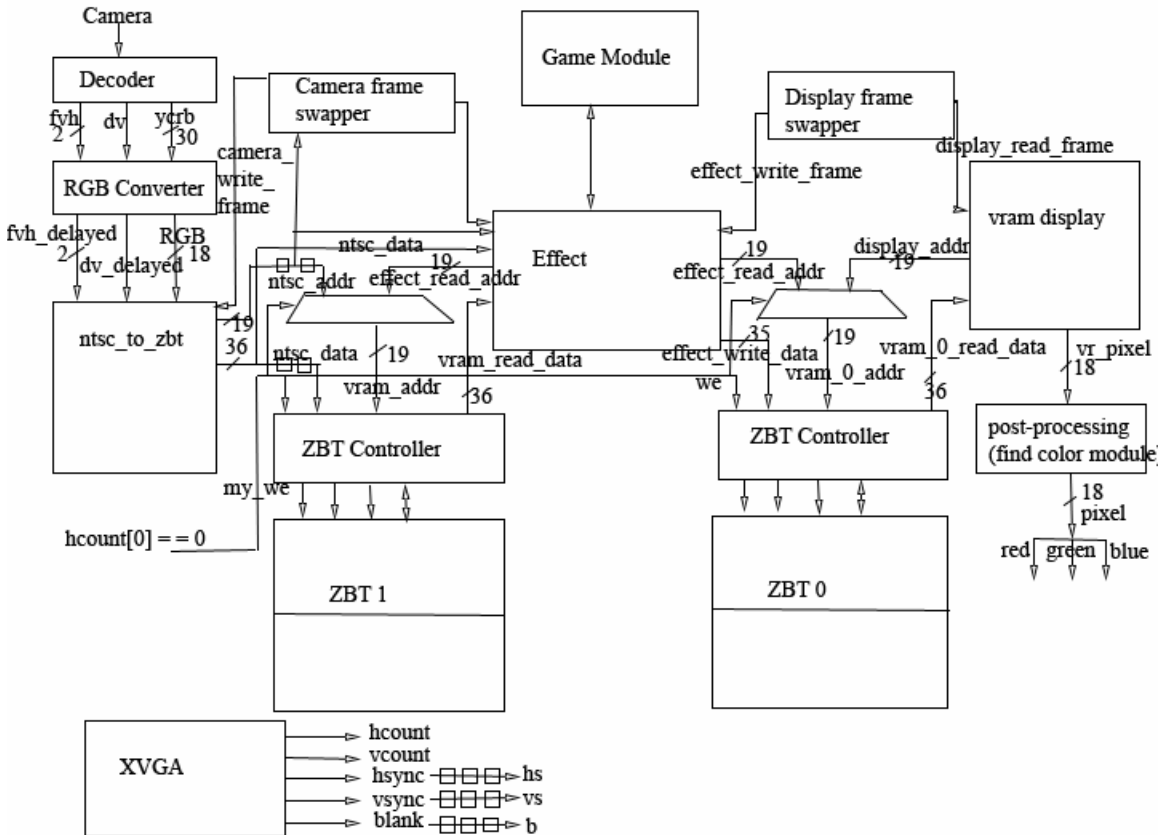 Camera
Decoder
fvh
2
dv
ycrb
30
RGB Converter
fvh_delayed
2
dv_delayed
RGB
18
ntsc_to_zbt
19
36
Camera frame
swapper
camera_
write_
frame
ntsc_data
ntsc_addr
19
effect_read_addr
ntsc_data
19
vram_addr
vram_read_data
36
ZBT Controller
my_we
hcount[0] = = 0
ZBT 1
Game Module
Effect
Display frame
swapper
effect_write_frame
display_read_frame
vram display
19
effect_read_addr
display_addr
19
35
effect_write_data
we
19
vram_0_addr
vram_0_read_data
36
ZBT Controller
ZBT 0
vr_pixel
18
post-processing
(find color module)
18
pixel
red
green
blue
XVGA
hcount
vcount
hsync
hs
vsync
vs
blank
b